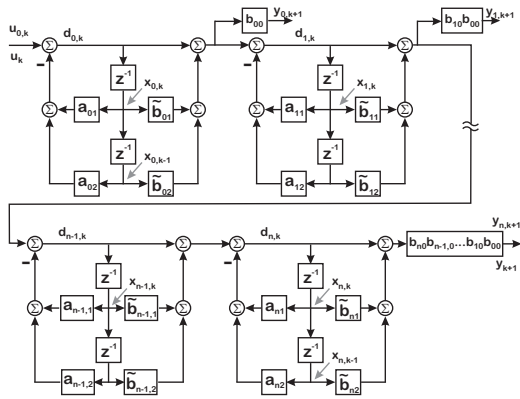 b00 y0,k+1 b10b00 y1,k+1
u0,k d0,k d1,k
uk
Σ Σ Σ Σ
- -
z-1 z-1
x0,k x1,k
Σ a01 b̃01 Σ Σ a11 b̃11 Σ
z-1 z-1
x0,k-1
a02 b̃02 a12 b̃12
dn-1,k dn,k yn,k+1
Σ Σ Σ Σ bn0bn-1,0...b10b00
- - yk+1
z-1 z-1
xn-1,k xn,k
Σ an-1,1 b̃n-1,1 Σ Σ an1 b̃n1 Σ
z-1 z-1
xn,k-1
an-1,2 b̃n-1,2 an2 b̃n2